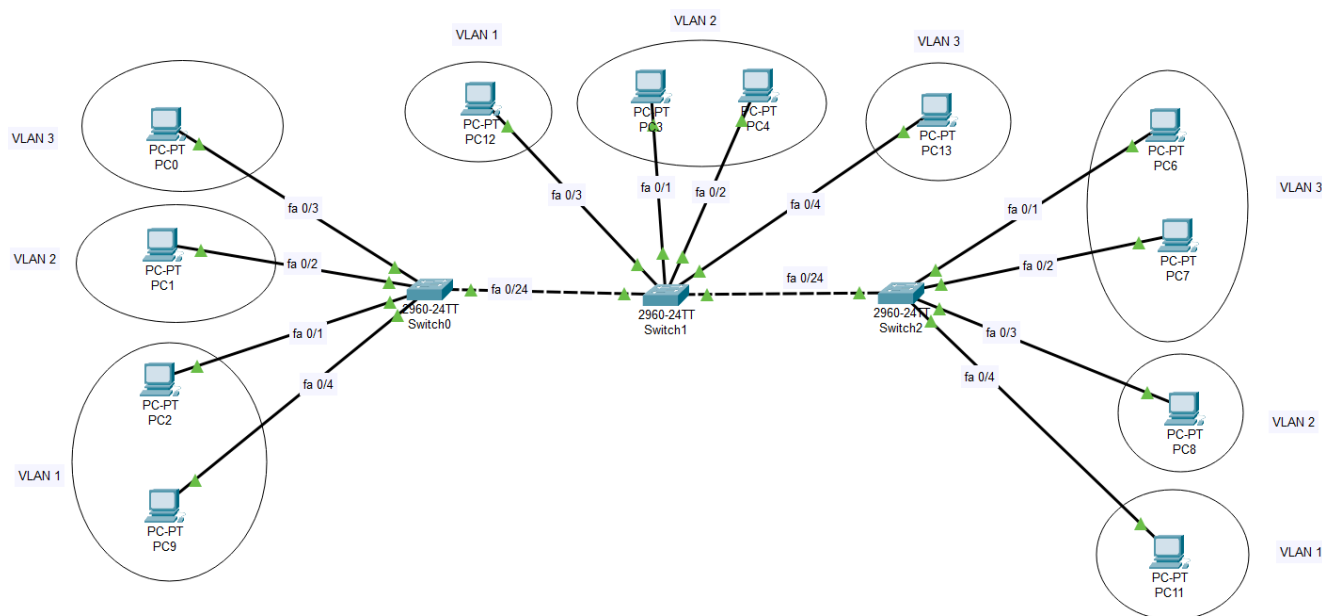 VLAN 2
VLAN 1
VLAN 3
PC-PT
PC12
PC-PT
PC3
PC-PT
PC4
PC-PT
PC13
VLAN 3
PC-PT
PC0
PC-PT
PC6
VLAN 3
fa 0/3
fa 0/3
fa 0/1
fa 0/2
fa 0/4
fa 0/1
VLAN 2
PC-PT
PC1
fa 0/2
PC-PT
PC7
fa 0/2
fa 0/24
fa 0/24
2960-24TT
Switch0
2960-24TT
Switch1
2960-24TT
Switch2
fa 0/1
fa 0/3
fa 0/4
fa 0/4
PC-PT
PC2
PC-PT
PC8
VLAN 2
VLAN 1
PC-PT
PC9
PC-PT
PC11
VLAN 1